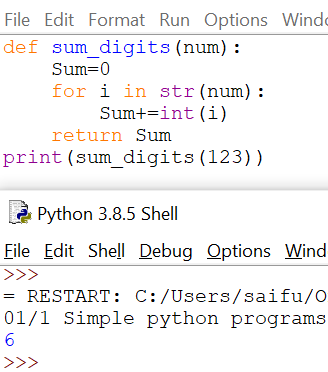 File Edit Format Run Options Window
def sum_digits(num):
    Sum=0
    for i in str(num):
        Sum+=int(i)
    return Sum
print(sum_digits(123))
Python 3.8.5 Shell
File Edit Shell Debug Options Wind
>>>
= RESTART: C:/Users/saifu/O
01/1 Simple python programs
6
>>>